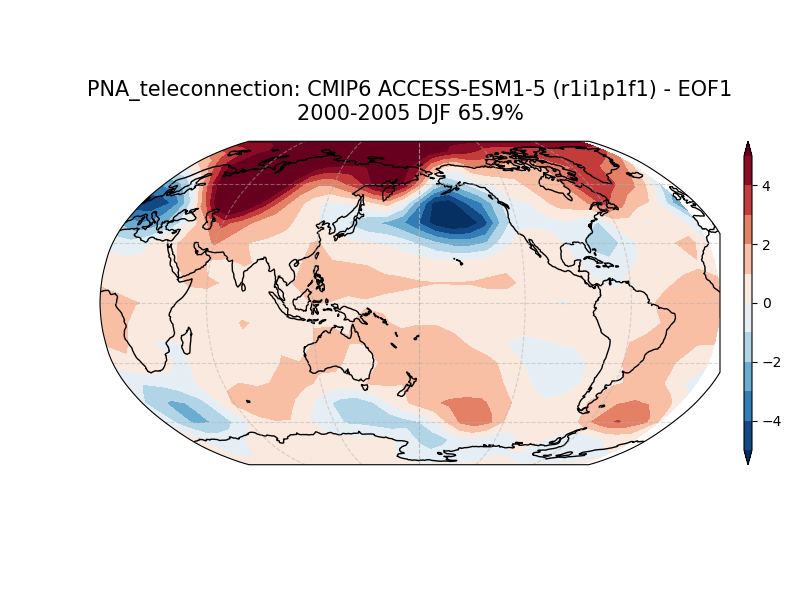 PNA_teleconnection: CMIP6 ACCESS-ESM1-5 (r1i1p1f1) - EOF1
2000-2005 DJF 65.9%
4
2
0
−2
−4